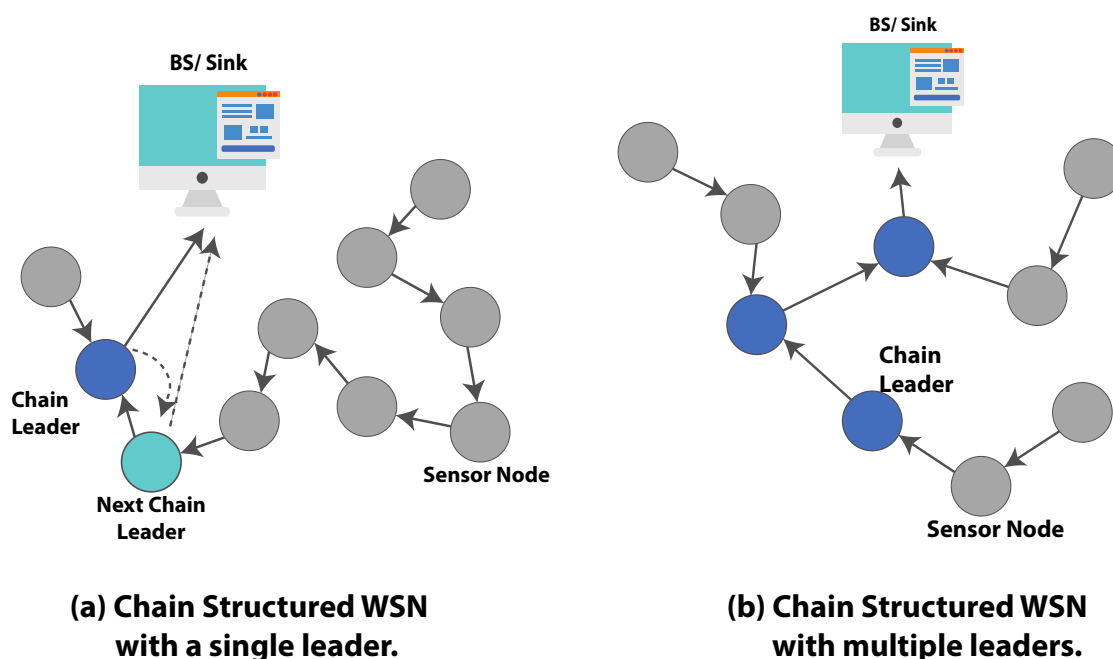 BS/ Sink
Chain
Leader
Next Chain
Leader
Sensor Node
(a) Chain Structured WSN
with a single leader.
BS/ Sink
Chain
Leader
Sensor Node
(b) Chain Structured WSN
with multiple leaders.